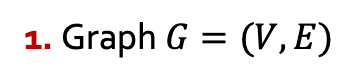 1. Graph G = (V, E)